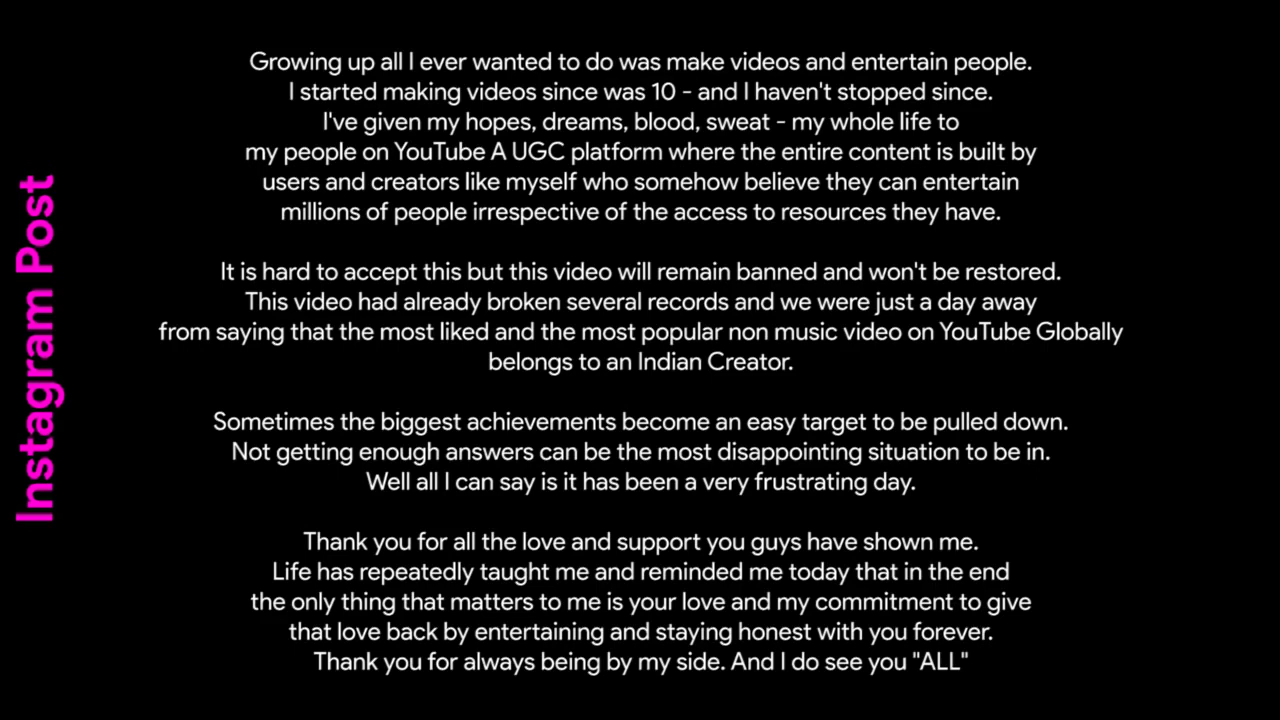 Instagram Post
Growing up all I ever wanted to do was make videos and entertain people.
I started making videos since was 10 - and I haven't stopped since.
I've given my hopes, dreams, blood, sweat - my whole life to
my people on YouTube A UGC platform where the entire content is built by
users and creators like myself who somehow believe they can entertain
millions of people irrespective of the access to resources they have.
It is hard to accept this but this video will remain banned and won't be restored.
This video had already broken several records and we were just a day away
from saying that the most liked and the most popular non music video on YouTube Globally
belongs to an Indian Creator.
Sometimes the biggest achievements become an easy target to be pulled down.
Not getting enough answers can be the most disappointing situation to be in.
Well all I can say is it has been a very frustrating day.
Thank you for all the love and support you guys have shown me.
Life has repeatedly taught me and reminded me today that in the end
the only thing that matters to me is your love and my commitment to give
that love back by entertaining and staying honest with you forever.
Thank you for always being by my side. And I do see you "ALL"